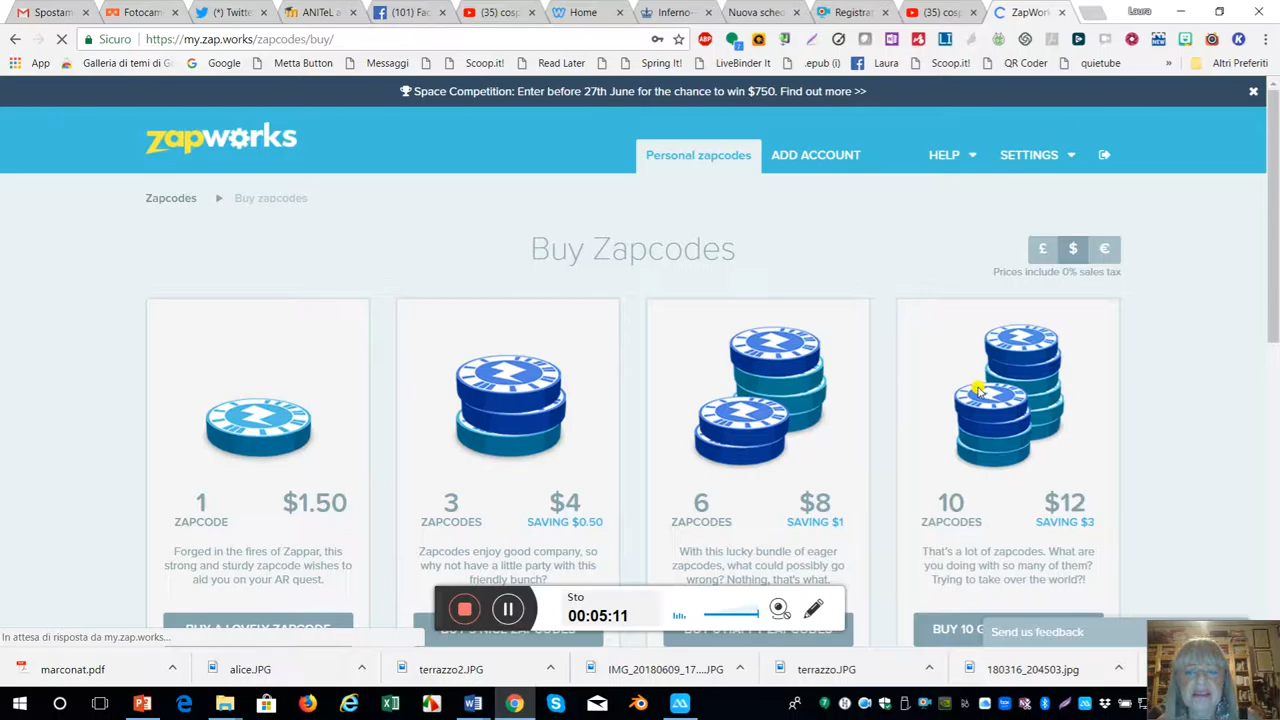 Spostam
Fotocam
(*) Twitte
ANITeL a
(101) Fac
(35) cosp
Home
Inferno-
Nuova sched
Registra
(35) cosp
ZapWor
Laura
Sicuro
https://my.zap.works/zapcodes/buy/
App
Galleria di temi di G
Google
Metta Button
Messaggi
Scoop.it!
Read Later
Spring It!
LiveBinder It
.epub (i)
Laura
Scoop.it!
QR Coder
quietube
»
Altri Preferiti
Space Competition: Enter before 27th June for the chance to win $750. Find out more >>
zapworks
Personal zapcodes
ADD ACCOUNT
HELP
SETTINGS
Zapcodes
Buy zapcodes
Buy Zapcodes
£ $ €
Prices include 0% sales tax
1
ZAPCODE
$1.50
Forged in the fires of Zappar, this
strong and sturdy zapcode wishes to
aid you on your AR quest.
3
ZAPCODES
$4
SAVING $0.50
Zapcodes enjoy good company, so
why not have a little party with this
friendly bunch?
6
ZAPCODES
$8
SAVING $1
With this lucky bundle of eager
zapcodes, what could possibly go
wrong? Nothing, that's what.
10
ZAPCODES
$12
SAVING $3
That's a lot of zapcodes. What are
you doing with so many of them?
Trying to take over the world?!
BUY A LOVELY ZAPCODE
BUY 10 G
Send us feedback
Sto
00:05:11
In attesa di risposta da my.zap.works...
marconat.pdf
alice.JPG
terrazzo2.JPG
IMG_20180609_17....JPG
terrazzo.JPG
180316_204503.jpg